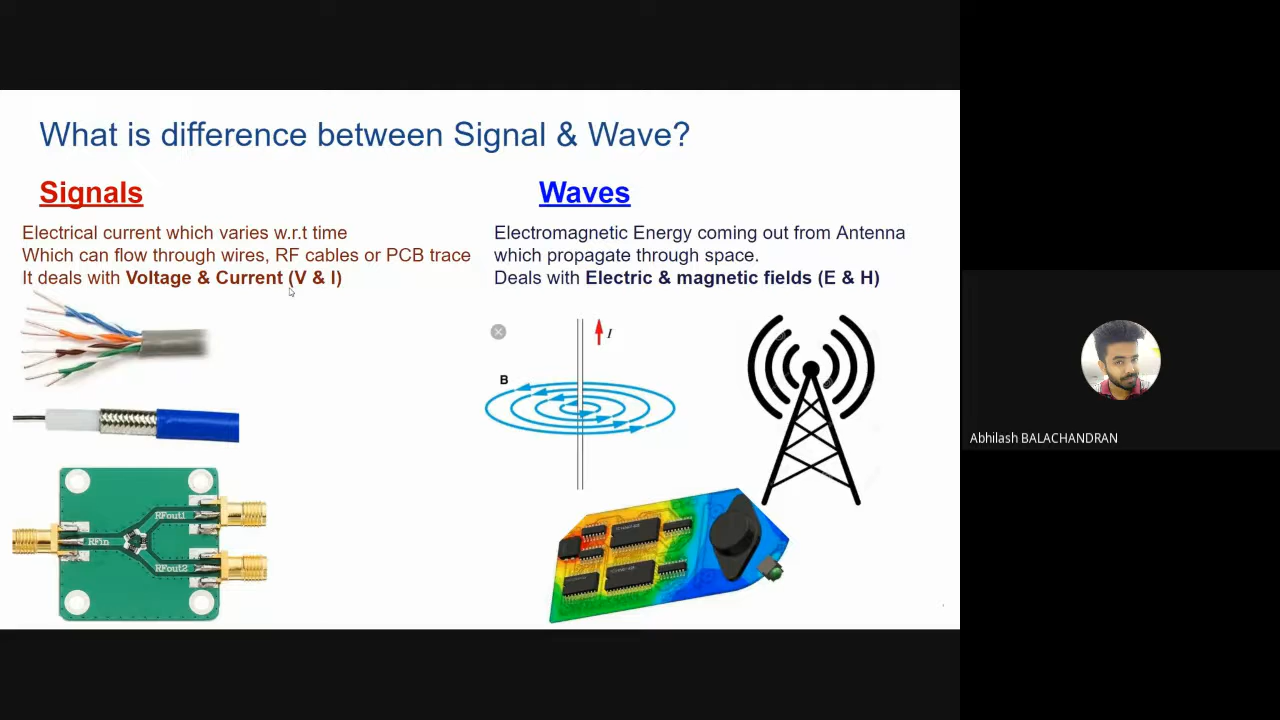 What is difference between Signal & Wave?
Signals
Electrical current which varies w.r.t time
Which can flow through wires, RF cables or PCB trace
It deals with Voltage & Current (V & I)
Waves
Electromagnetic Energy coming out from Antenna
which propagate through space.
Deals with Electric & magnetic fields (E & H)
I
B
RFout1
RFin
RFout2
Abhilash BALACHANDRAN